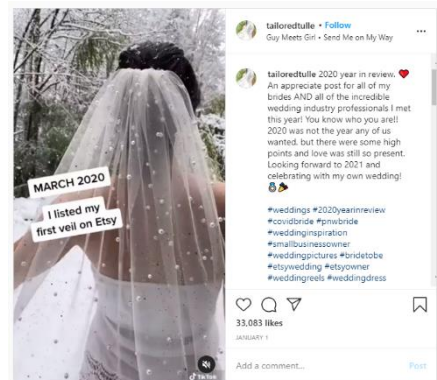 MARCH 2020
I listed my
first veil on Etsy
TikTok
tailoredtulle • Follow
Guy Meets Girl • Send Me on My Way
tailoredtulle 2020 year in review. ❤️
An appreciate post for all of my
brides AND all of the incredible
wedding industry professionals I met
this year! You know who you are!!
2020 was not the year any of us
wanted. but there were some high
points and love was still so present.
Looking forward to 2021 and
celebrating with my own wedding!
💍🎉
#weddings #2020yearinreview
#covidbride #pnwbride
#weddinginspiration
#smallbusinessowner
#weddingpictures #bridetobe
#etsywedding #etsyowner
#weddingreels #weddingdress
33,083 likes
JANUARY 1
Add a comment...
Post